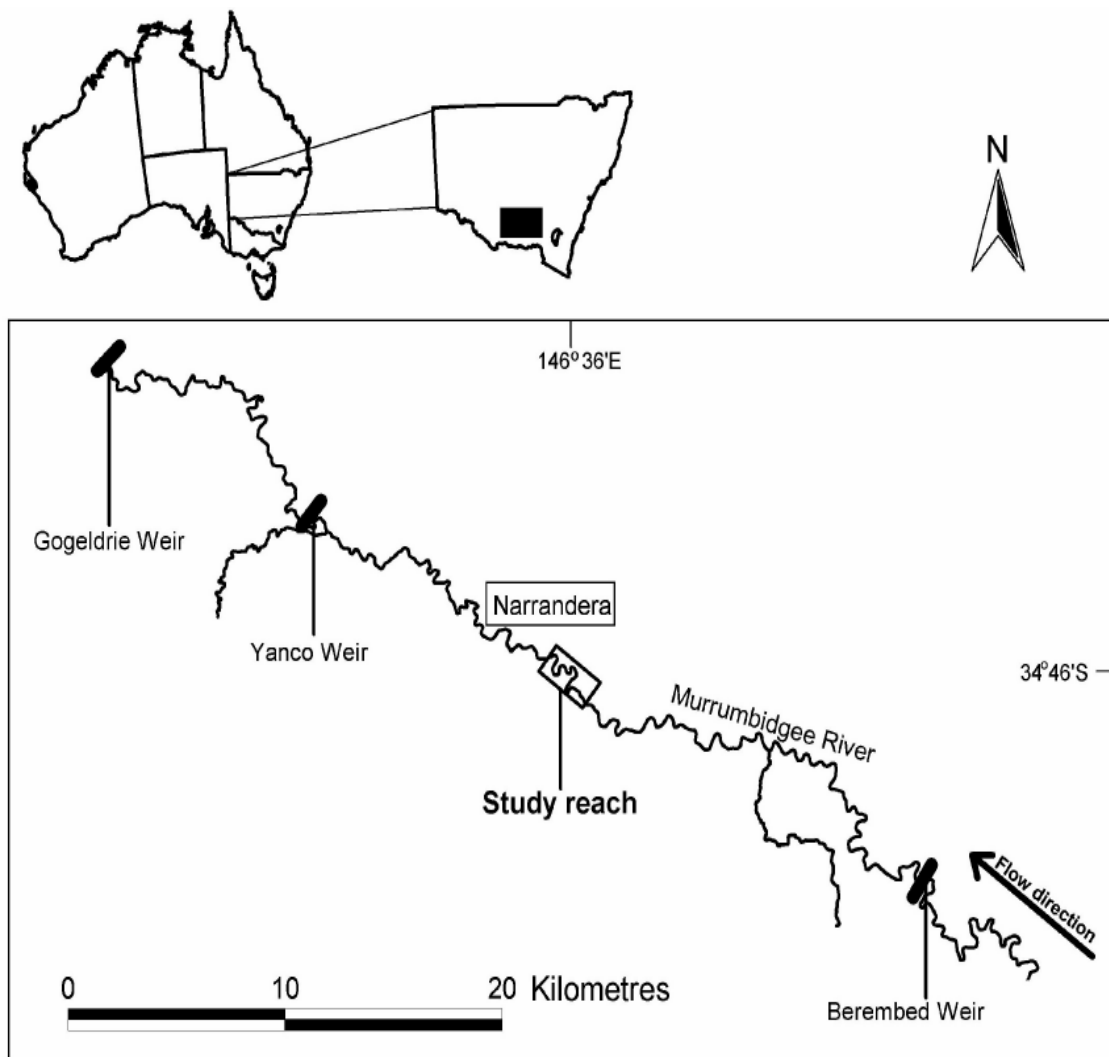 N
146° 36'E
Gogeldrie Weir
Narrandera
Yanco Weir
34°46'S
Murrumbidgee River
Study reach
Flow direction
0 10 20 Kilometres
Berembed Weir